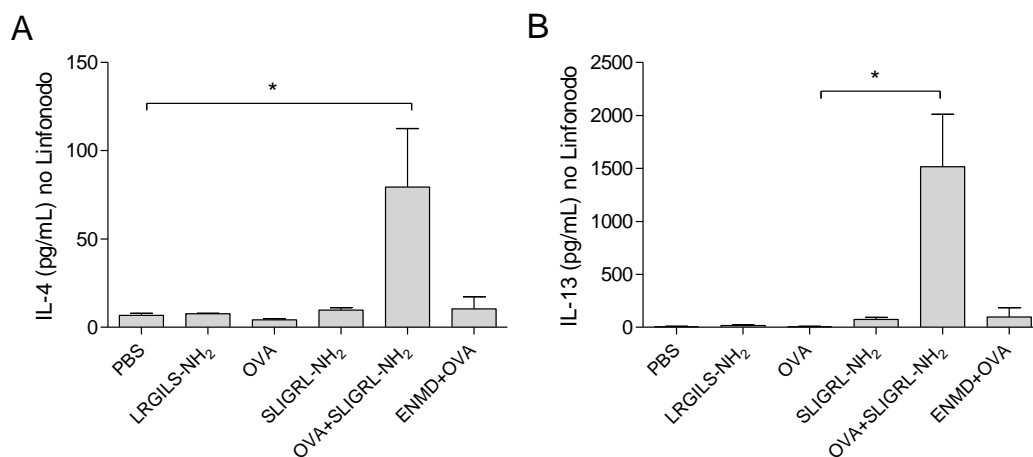 A
IL-4 (pg/mL) no Linfonodo
150
100
50
0
*
PBS
LRGILS-NH₂
OVA
SLIGRL-NH₂
OVA+SLIGRL-NH₂
ENMD+OVA
B
IL-13 (pg/mL) no Linfonodo
2500
2000
1500
1000
500
0
*
PBS
LRGILS-NH₂
OVA
SLIGRL-NH₂
OVA+SLIGRL-NH₂
ENMD+OVA